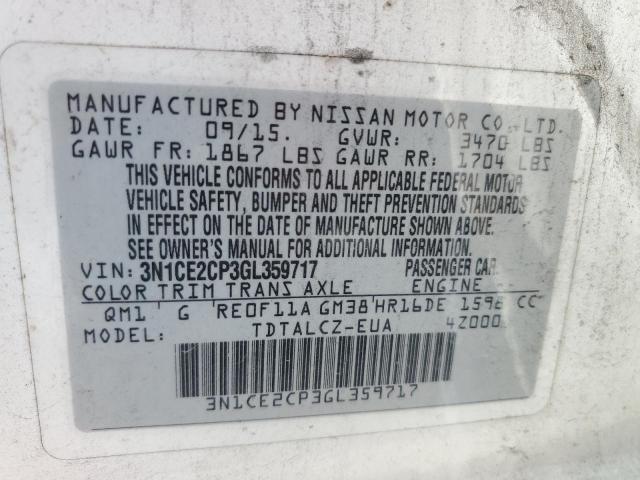 MANUFACTURED BY NISSAN MOTOR CO., LTD.
DATE: 09/15. GVWR: 3470 LBS
GAWR FR: 1867 LBS GAWR RR: 1704 LBS
THIS VEHICLE CONFORMS TO ALL APPLICABLE FEDERAL MOTOR
VEHICLE SAFETY, BUMPER AND THEFT PREVENTION STANDARDS
IN EFFECT ON THE DATE OF MANUFACTURE SHOWN ABOVE.
SEE OWNER'S MANUAL FOR ADDITIONAL INFORMATION.
VIN: 3N1CE2CP3GL359717 PASSENGER CAR
COLOR TRIM TRANS AXLE ENGINE
QM1 G RE0F11A GM38 HR16DE 1598 CC
MODEL: TDTALCZ-EUA 4Z000
3N1CE2CP3GL359717